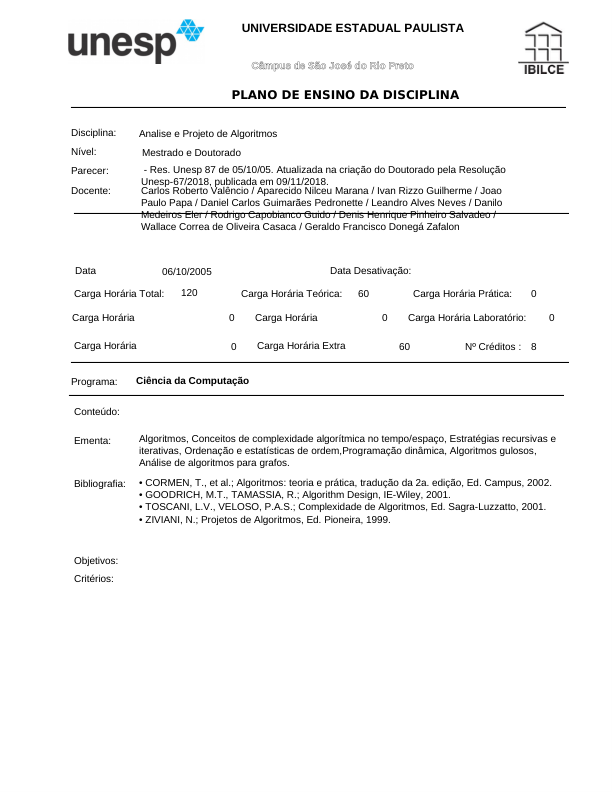 unesp
UNIVERSIDADE ESTADUAL PAULISTA
Câmpus de São José do Rio Preto
IBILCE
PLANO DE ENSINO DA DISCIPLINA
Disciplina: Analise e Projeto de Algoritmos
Nível: Mestrado e Doutorado
Parecer: - Res. Unesp 87 de 05/10/05. Atualizada na criação do Doutorado pela Resolução
Unesp-67/2018, publicada em 09/11/2018.
Docente: Carlos Roberto Valêncio / Aparecido Nilceu Marana / Ivan Rizzo Guilherme / Joao
Paulo Papa / Daniel Carlos Guimarães Pedronette / Leandro Alves Neves / Danilo
Medeiros Eler / Rodrigo Capobianco Guido / Denis Henrique Pinheiro Salvadeo /
Wallace Correa de Oliveira Casaca / Geraldo Francisco Donegá Zafalon
Data 06/10/2005 Data Desativação:
Carga Horária Total: 120 Carga Horária Teórica: 60 Carga Horária Prática: 0
Carga Horária 0 Carga Horária 0 Carga Horária Laboratório: 0
Carga Horária 0 Carga Horária Extra 60 Nº Créditos : 8
Programa: Ciência da Computação
Conteúdo:
Ementa: Algoritmos, Conceitos de complexidade algorítmica no tempo/espaço, Estratégias recursivas e
iterativas, Ordenação e estatísticas de ordem,Programação dinâmica, Algoritmos gulosos,
Análise de algoritmos para grafos.
Bibliografia: • CORMEN, T., et al.; Algoritmos: teoria e prática, tradução da 2a. edição, Ed. Campus, 2002.
• GOODRICH, M.T., TAMASSIA, R.; Algorithm Design, IE-Wiley, 2001.
• TOSCANI, L.V., VELOSO, P.A.S.; Complexidade de Algoritmos, Ed. Sagra-Luzzatto, 2001.
• ZIVIANI, N.; Projetos de Algoritmos, Ed. Pioneira, 1999.
Objetivos:
Critérios: